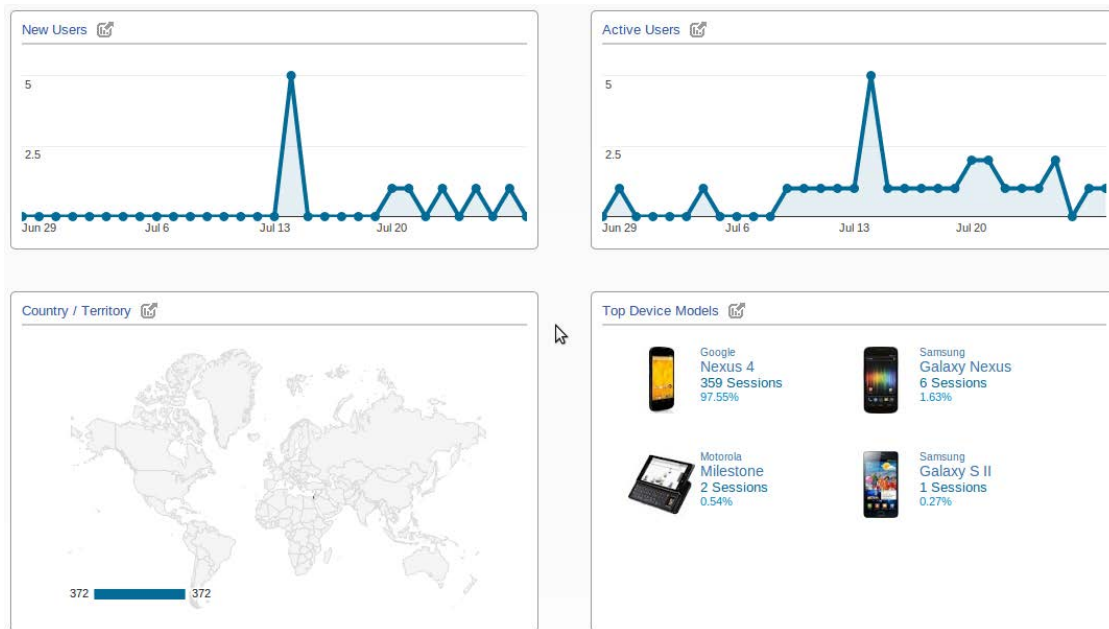 New Users
5
2.5
Jun 29
Jul 6
Jul 13
Jul 20
Active Users
5
2.5
Jun 29
Jul 6
Jul 13
Jul 20
Country / Territory
372
372
Top Device Models
Google
Nexus 4
359 Sessions
97.55%
Samsung
Galaxy Nexus
6 Sessions
1.63%
Motorola
Milestone
2 Sessions
0.54%
Samsung
Galaxy S II
1 Sessions
0.27%